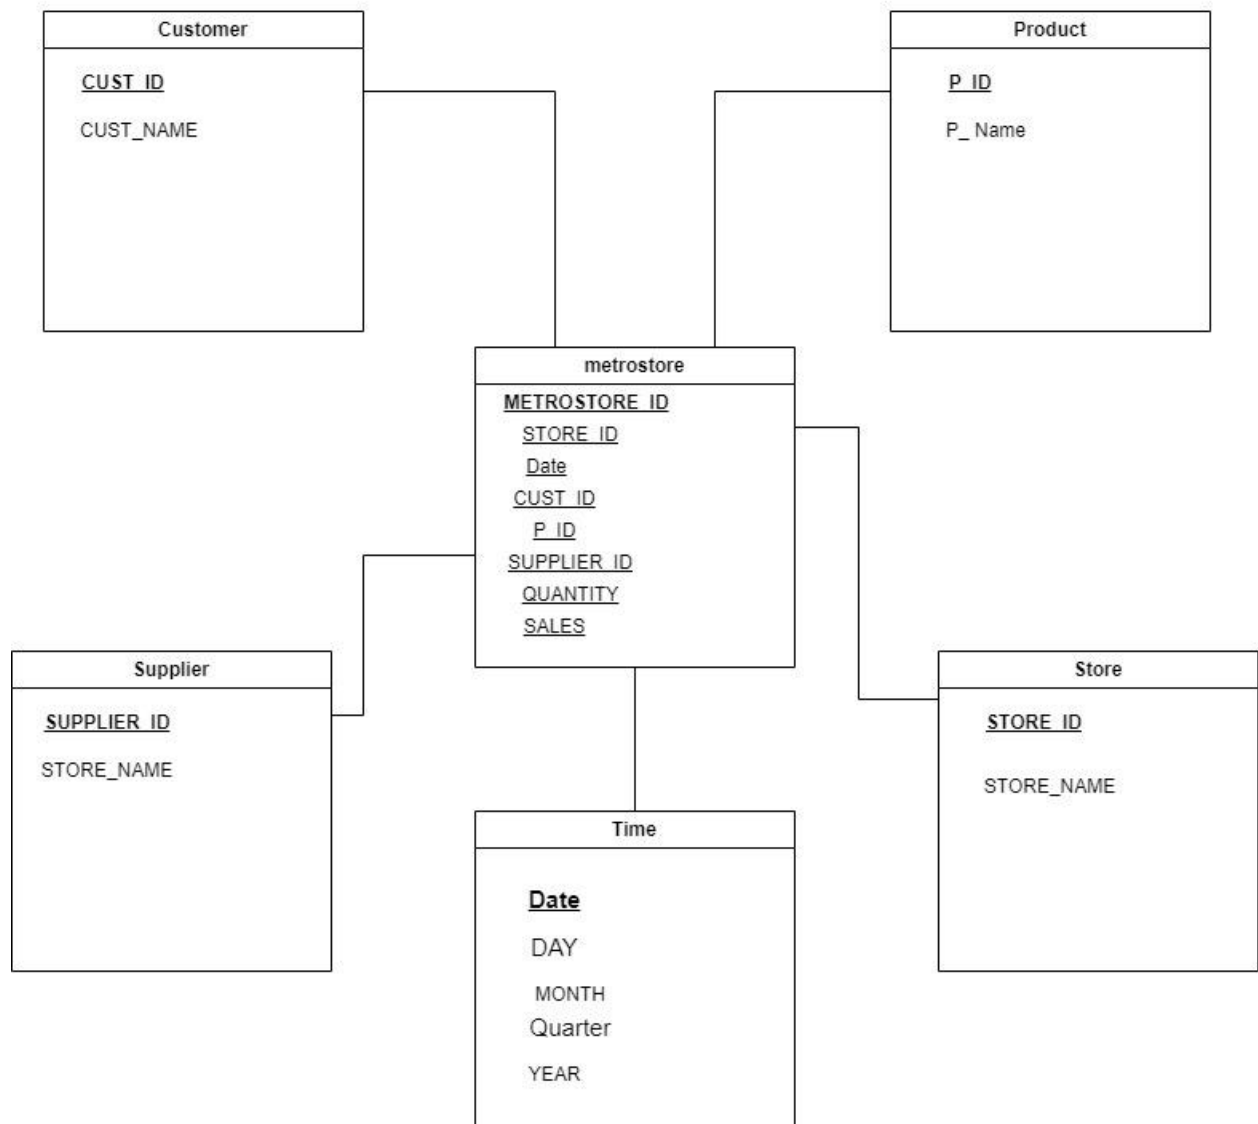 Customer
CUST_ID
CUST_NAME
Product
P_ID
P_ Name
metrostore
METROSTORE_ID
STORE_ID
Date
CUST_ID
P_ID
SUPPLIER_ID
QUANTITY
SALES
Supplier
SUPPLIER_ID
STORE_NAME
Store
STORE_ID
STORE_NAME
Time
Date
DAY
MONTH
Quarter
YEAR